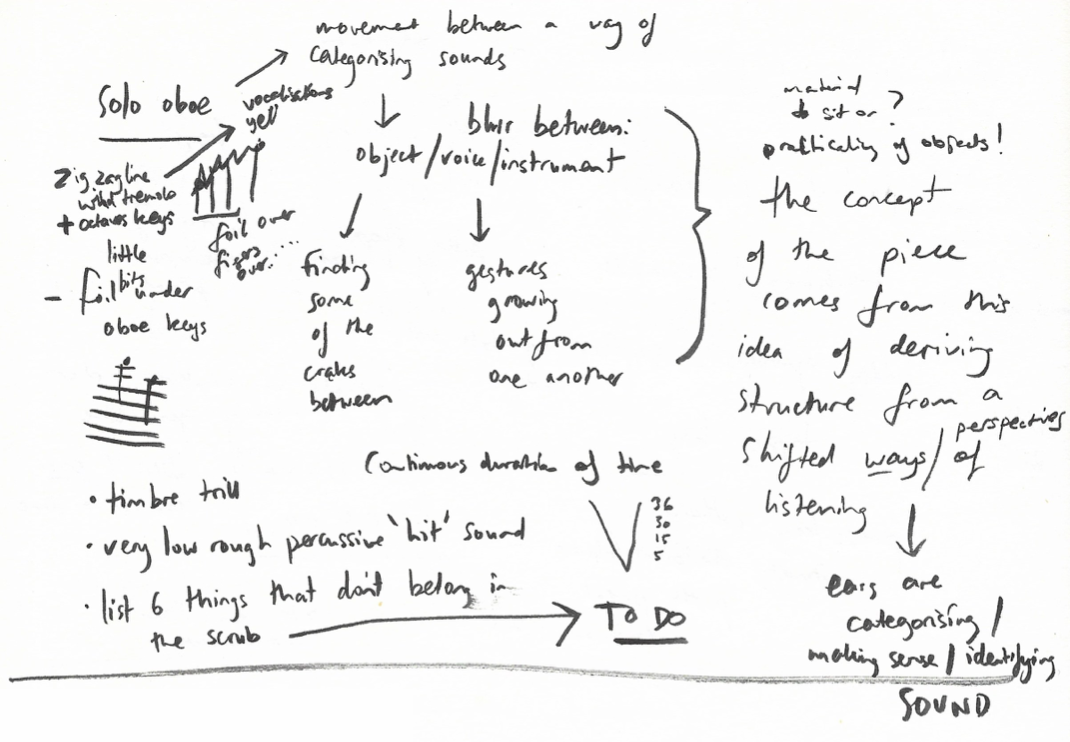 movement between a way of
categorising sounds
Solo oboe
vocalisations
yell
zig zag line
whilst tremolo
+ octaves keys
foil over
over....
little
- foil bits under
oboe keys
blur between:
object/voice/instrument
finding
some
of the
between
gestures
growing
out from
one another
material
to sit or ?
practicality of objects!
the concept
of the piece
comes from this
idea of deriving
structure from a
shifted ways/perspectives of
listening
ears are
categorising /
making sense / identifying
SOUND
Continuous duration of time
36
30
15
5
• timbre trill
• very low rough percussive 'hit' sound
• list 6 things that don't belong in
the scrub
TO DO